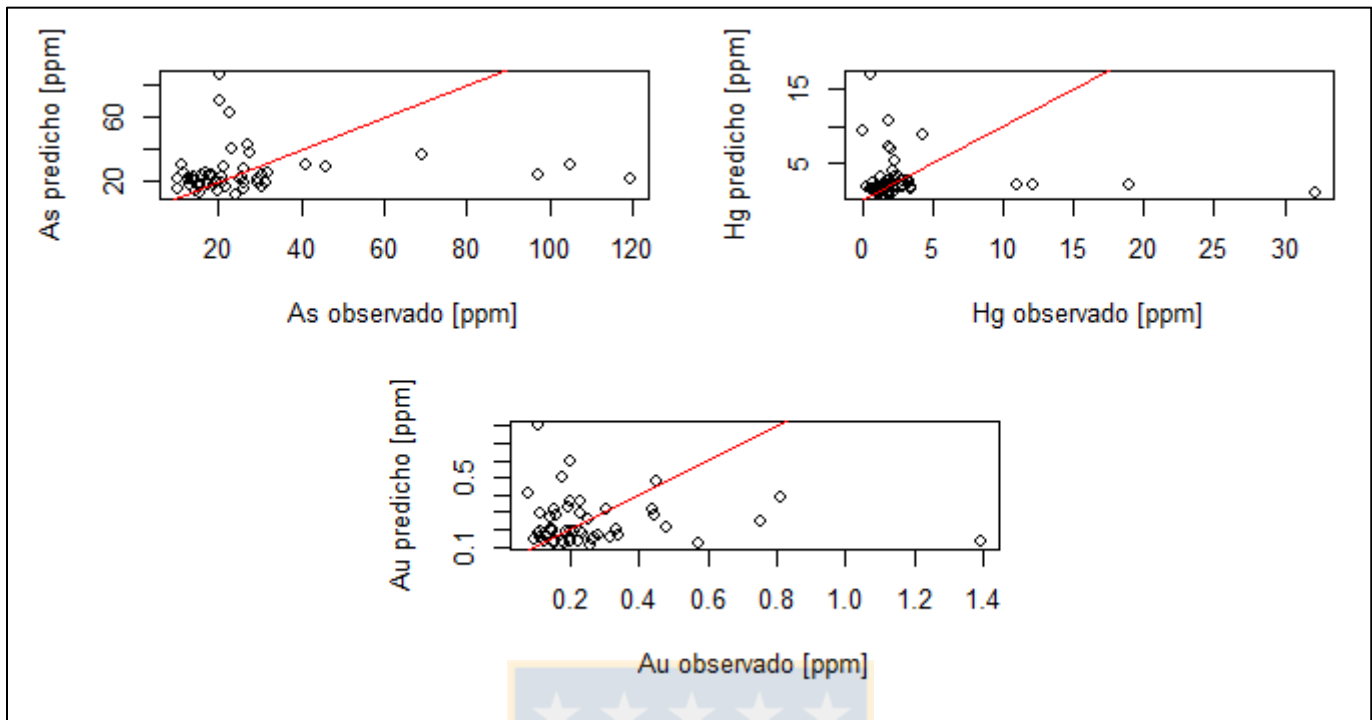 As predicho [ppm]
60
20
20 40 60 80 100 120
As observado [ppm]
Hg predicho [ppm]
15
5
0 5 10 15 20 25 30
Hg observado [ppm]
Au predicho [ppm]
0.5
0.1
0.2 0.4 0.6 0.8 1.0 1.2 1.4
Au observado [ppm]